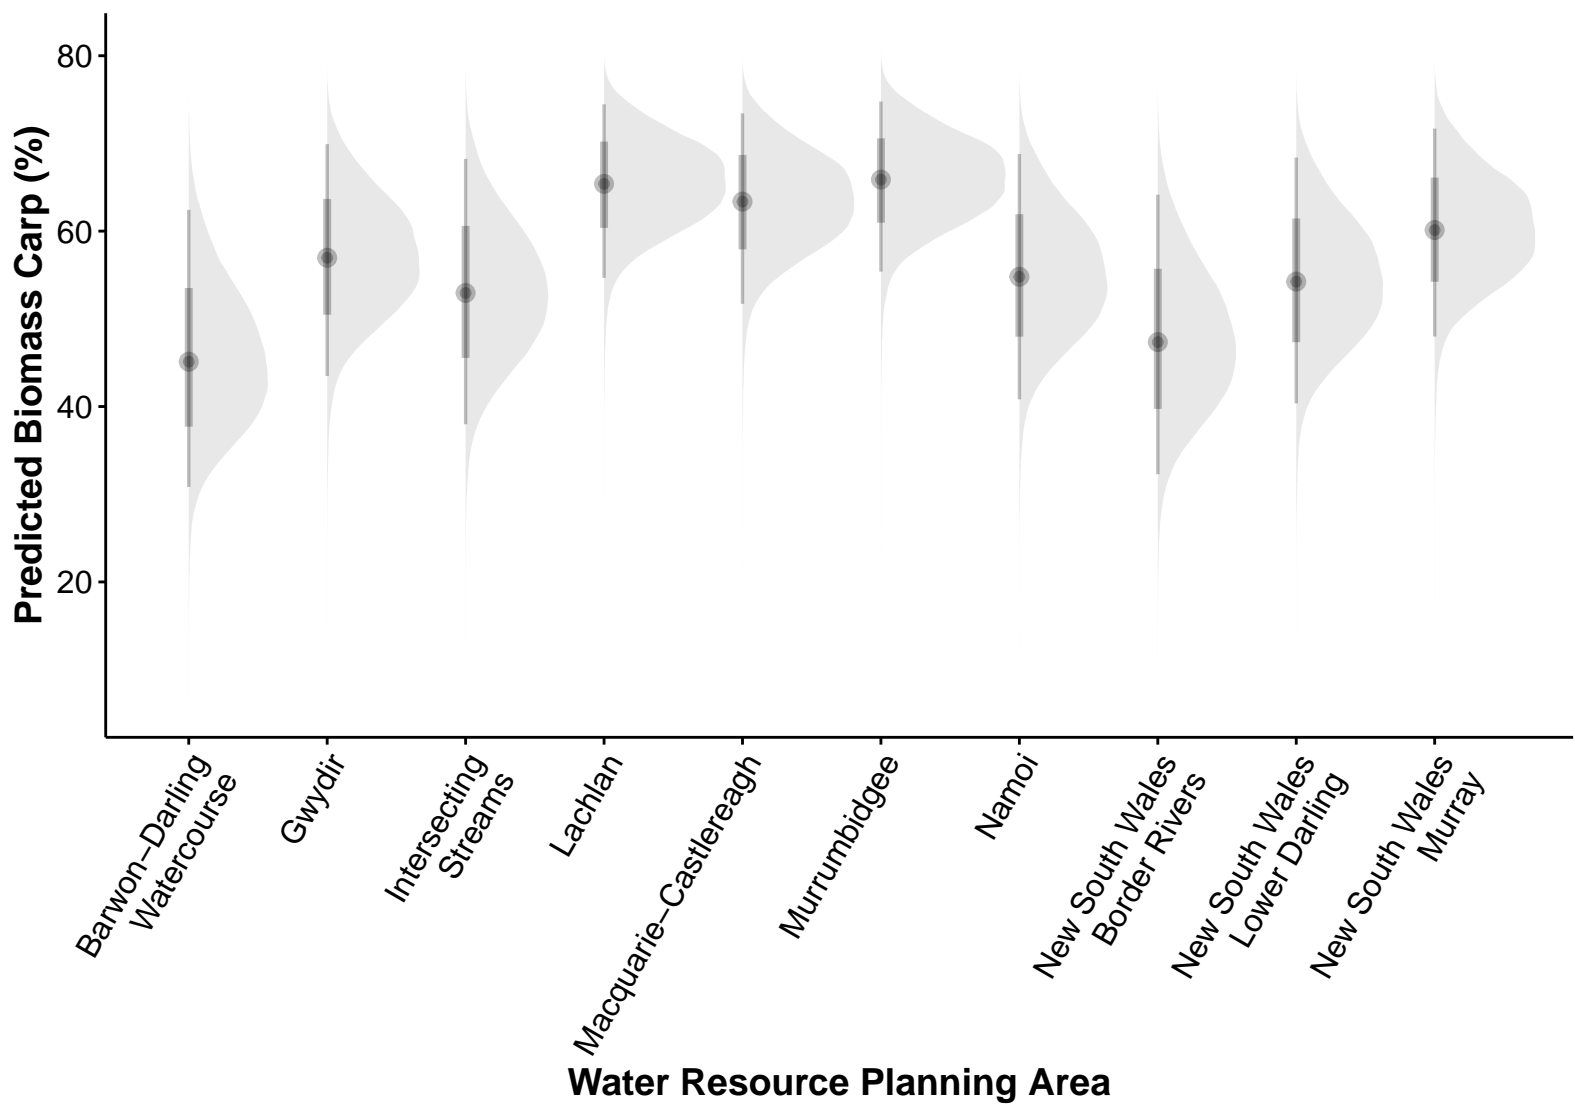 Predicted Biomass Carp (%)
80
60
40
20
Barwon−Darling
Watercourse
Gwydir
Intersecting
Streams
Lachlan
Macquarie−Castlereagh
Murrumbidgee
Namoi
New South Wales
Border Rivers
New South Wales
Lower Darling
New South Wales
Murray
Water Resource Planning Area